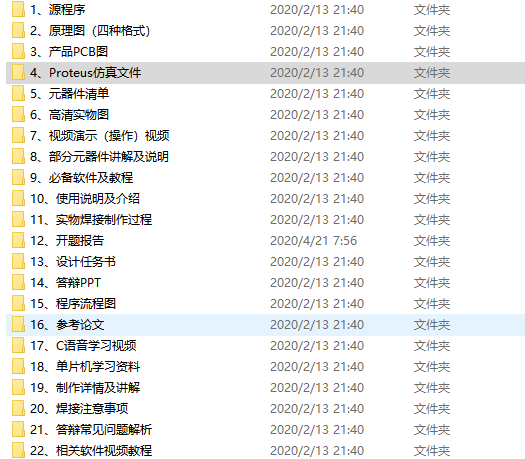 1、源程序 2020/2/13 21:40 文件夹
2、原理图（四种格式） 2020/2/13 21:40 文件夹
3、产品PCB图 2020/2/13 21:40 文件夹
4、Proteus仿真文件 2020/2/13 21:40 文件夹
5、元器件清单 2020/2/13 21:40 文件夹
6、高清实物图 2020/2/13 21:40 文件夹
7、视频演示（操作）视频 2020/2/13 21:40 文件夹
8、部分元器件讲解及说明 2020/2/13 21:40 文件夹
9、必备软件及教程 2020/2/13 21:40 文件夹
10、使用说明及介绍 2020/2/13 21:40 文件夹
11、实物焊接制作过程 2020/2/13 21:40 文件夹
12、开题报告 2020/4/21 7:56 文件夹
13、设计任务书 2020/2/13 21:40 文件夹
14、答辩PPT 2020/2/13 21:40 文件夹
15、程序流程图 2020/2/13 21:40 文件夹
16、参考论文 2020/2/13 21:40 文件夹
17、C语音学习视频 2020/2/13 21:40 文件夹
18、单片机学习资料 2020/2/13 21:40 文件夹
19、制作详情及讲解 2020/2/13 21:40 文件夹
20、焊接注意事项 2020/2/13 21:40 文件夹
21、答辩常见问题解析 2020/2/13 21:40 文件夹
22、相关软件视频教程 2020/2/13 21:40 文件夹